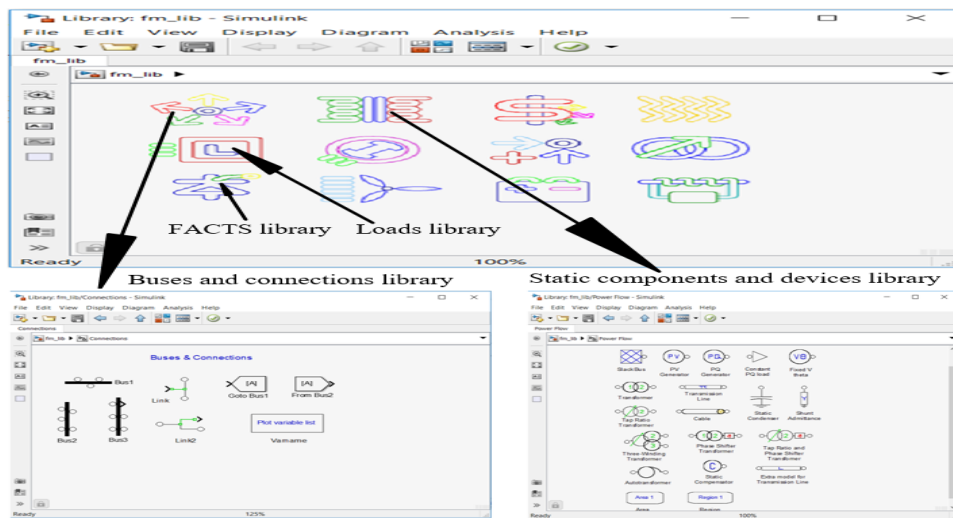 Library: fm_lib - Simulink
File Edit View Display Diagram Analysis Help
fm_lib
fm_lib
FACTS library Loads library
Ready 100%
Buses and connections library
Static components and devices library
Library: fm_lib/Connections - Simulink
File Edit View Display Diagram Analysis Help
Connections
fm_lib Connections
Buses & Connections
Bus1
Link
[A]
Goto Bus1
[A]
From Bus2
Bus2
Bus3
Link2
Plot variable list
Varname
Ready 125%
Library: fm_lib/Power Flow - Simulink
File Edit View Display Diagram Analysis Help
Power Flow
fm_lib Power Flow
PV
PQ
VΘ
SlackBus
PV
Generator
PQ
Generator
Constant
PQ load
Fixed V
theta
Transformer
Transmission
Line
Tap Ratio
Transformer
Cable
Static
Condenser
Shunt
Admittance
Three-Winding
Transformer
Phase Shifter
Transformer
Tap Ratio and
Phase Shifter
Transformer
Autotransformer
C
Static
Compensator
Extra model for
Transmission Line
Area 1
Area
Region 1
Region
Ready 100%